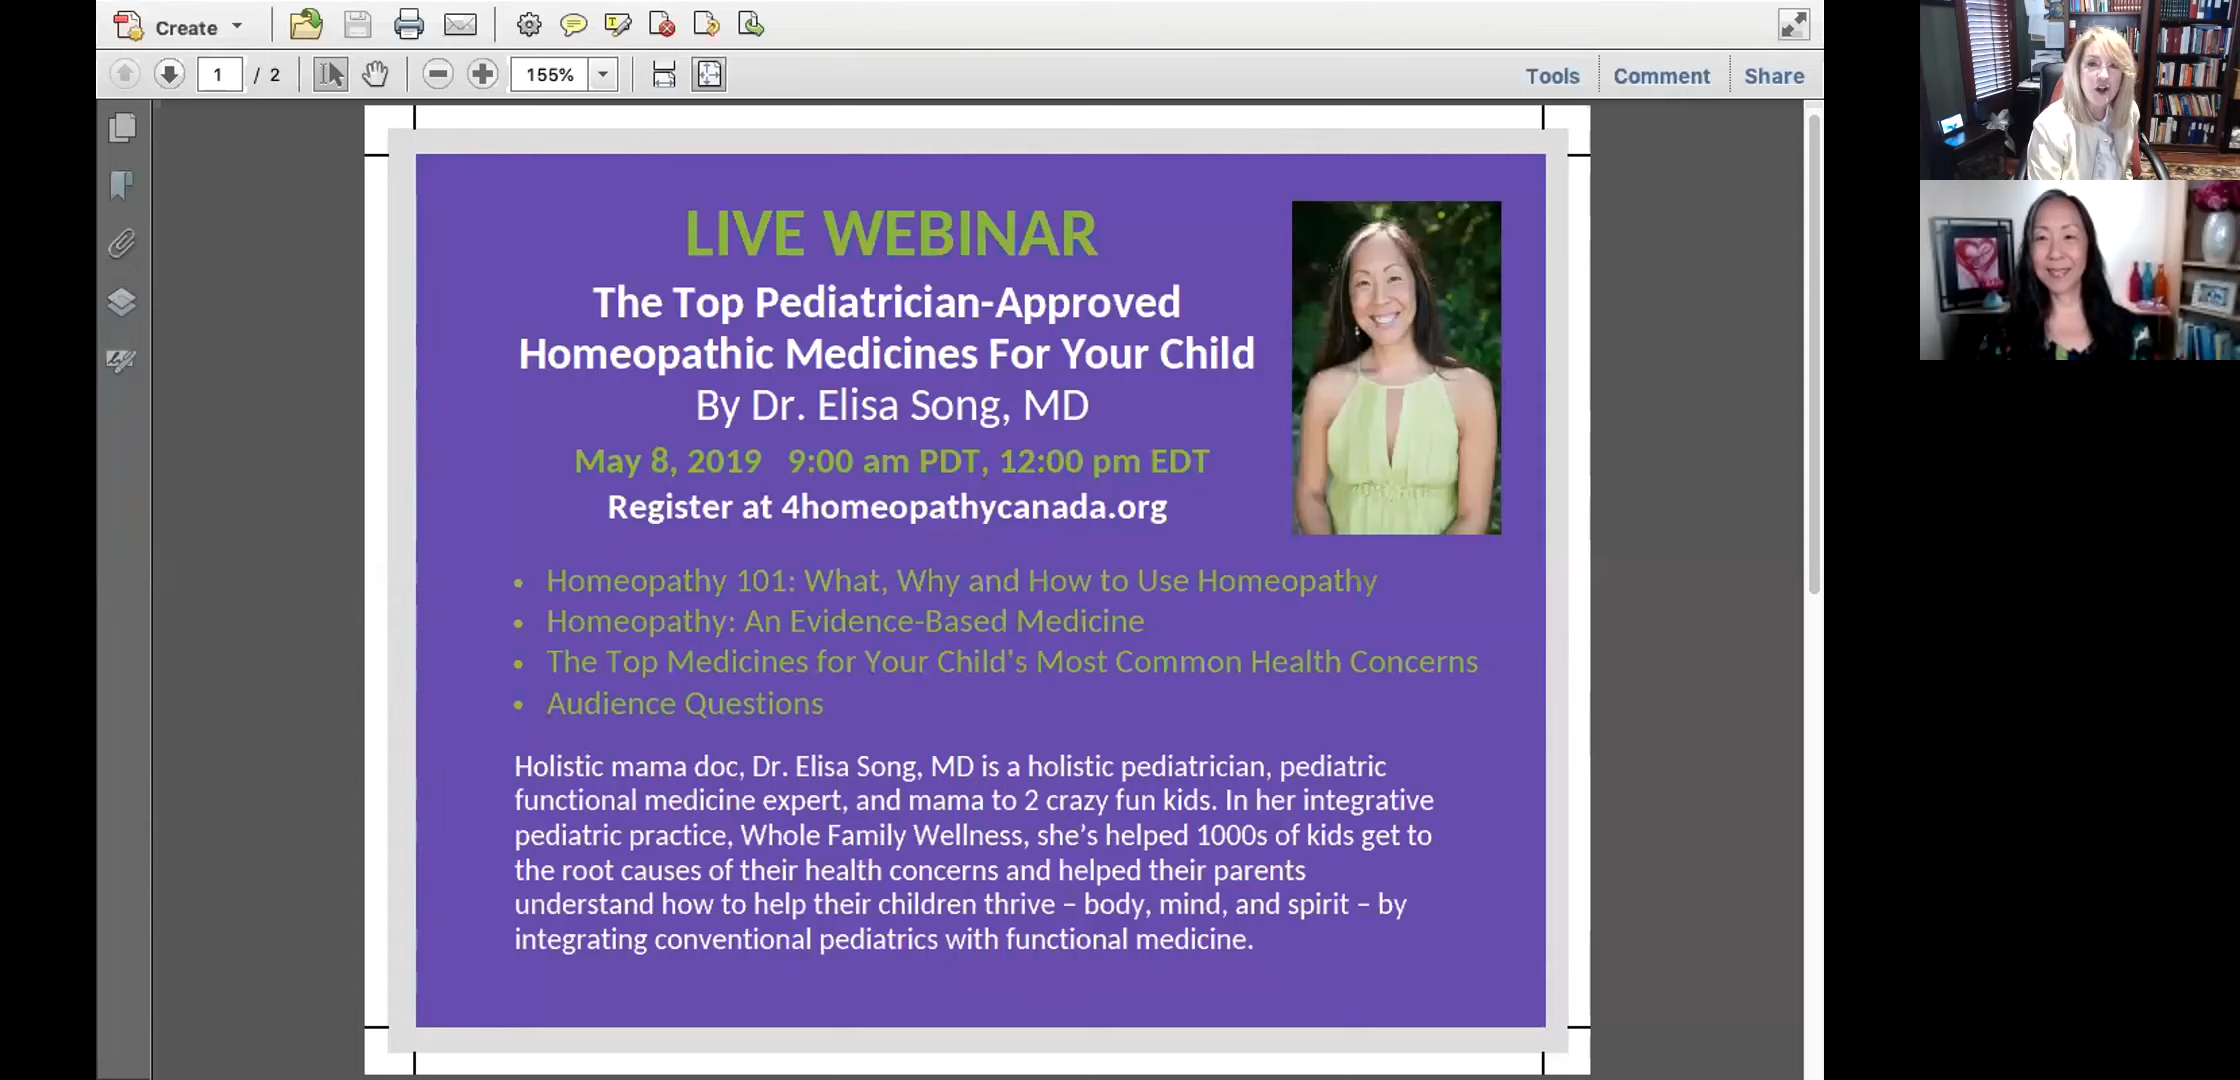 Create
1 / 2
155%
Tools
Comment
Share
LIVE WEBINAR
The Top Pediatrician-Approved
Homeopathic Medicines For Your Child
By Dr. Elisa Song, MD
May 8, 2019 9:00 am PDT, 12:00 pm EDT
Register at 4homeopathycanada.org
• Homeopathy 101: What, Why and How to Use Homeopathy
• Homeopathy: An Evidence-Based Medicine
• The Top Medicines for Your Child's Most Common Health Concerns
• Audience Questions
Holistic mama doc, Dr. Elisa Song, MD is a holistic pediatrician, pediatric
functional medicine expert, and mama to 2 crazy fun kids. In her integrative
pediatric practice, Whole Family Wellness, she’s helped 1000s of kids get to
the root causes of their health concerns and helped their parents
understand how to help their children thrive – body, mind, and spirit – by
integrating conventional pediatrics with functional medicine.